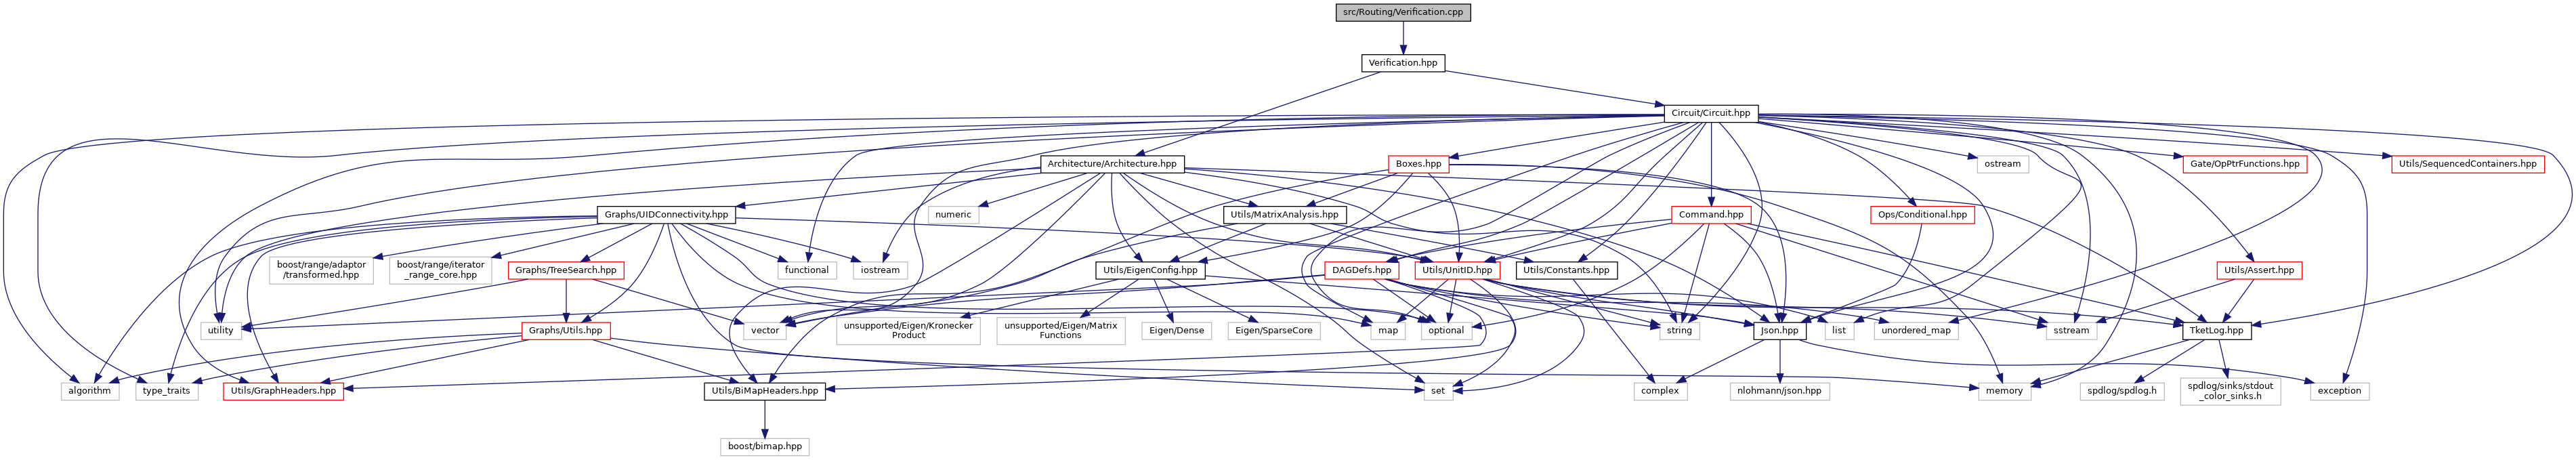 src/Routing/Verification.cpp
Verification.hpp
Circuit/Circuit.hpp
Architecture/Architecture.hpp
Boxes.hpp
ostream
Gate/OpPtrFunctions.hpp
Utils/SequencedContainers.hpp
Graphs/UIDConnectivity.hpp
numeric
Utils/MatrixAnalysis.hpp
Command.hpp
Ops/Conditional.hpp
boost/range/adaptor
/transformed.hpp
boost/range/iterator
_range_core.hpp
Graphs/TreeSearch.hpp
functional
iostream
Utils/EigenConfig.hpp
DAGDefs.hpp
Utils/UnitID.hpp
Utils/Constants.hpp
Utils/Assert.hpp
utility
Graphs/Utils.hpp
vector
unsupported/Eigen/Kronecker
Product
unsupported/Eigen/Matrix
Functions
Eigen/Dense
Eigen/SparseCore
map
optional
string
Json.hpp
list
unordered_map
sstream
TketLog.hpp
algorithm
type_traits
Utils/GraphHeaders.hpp
Utils/BiMapHeaders.hpp
set
complex
nlohmann/json.hpp
memory
spdlog/spdlog.h
spdlog/sinks/stdout
_color_sinks.h
exception
boost/bimap.hpp